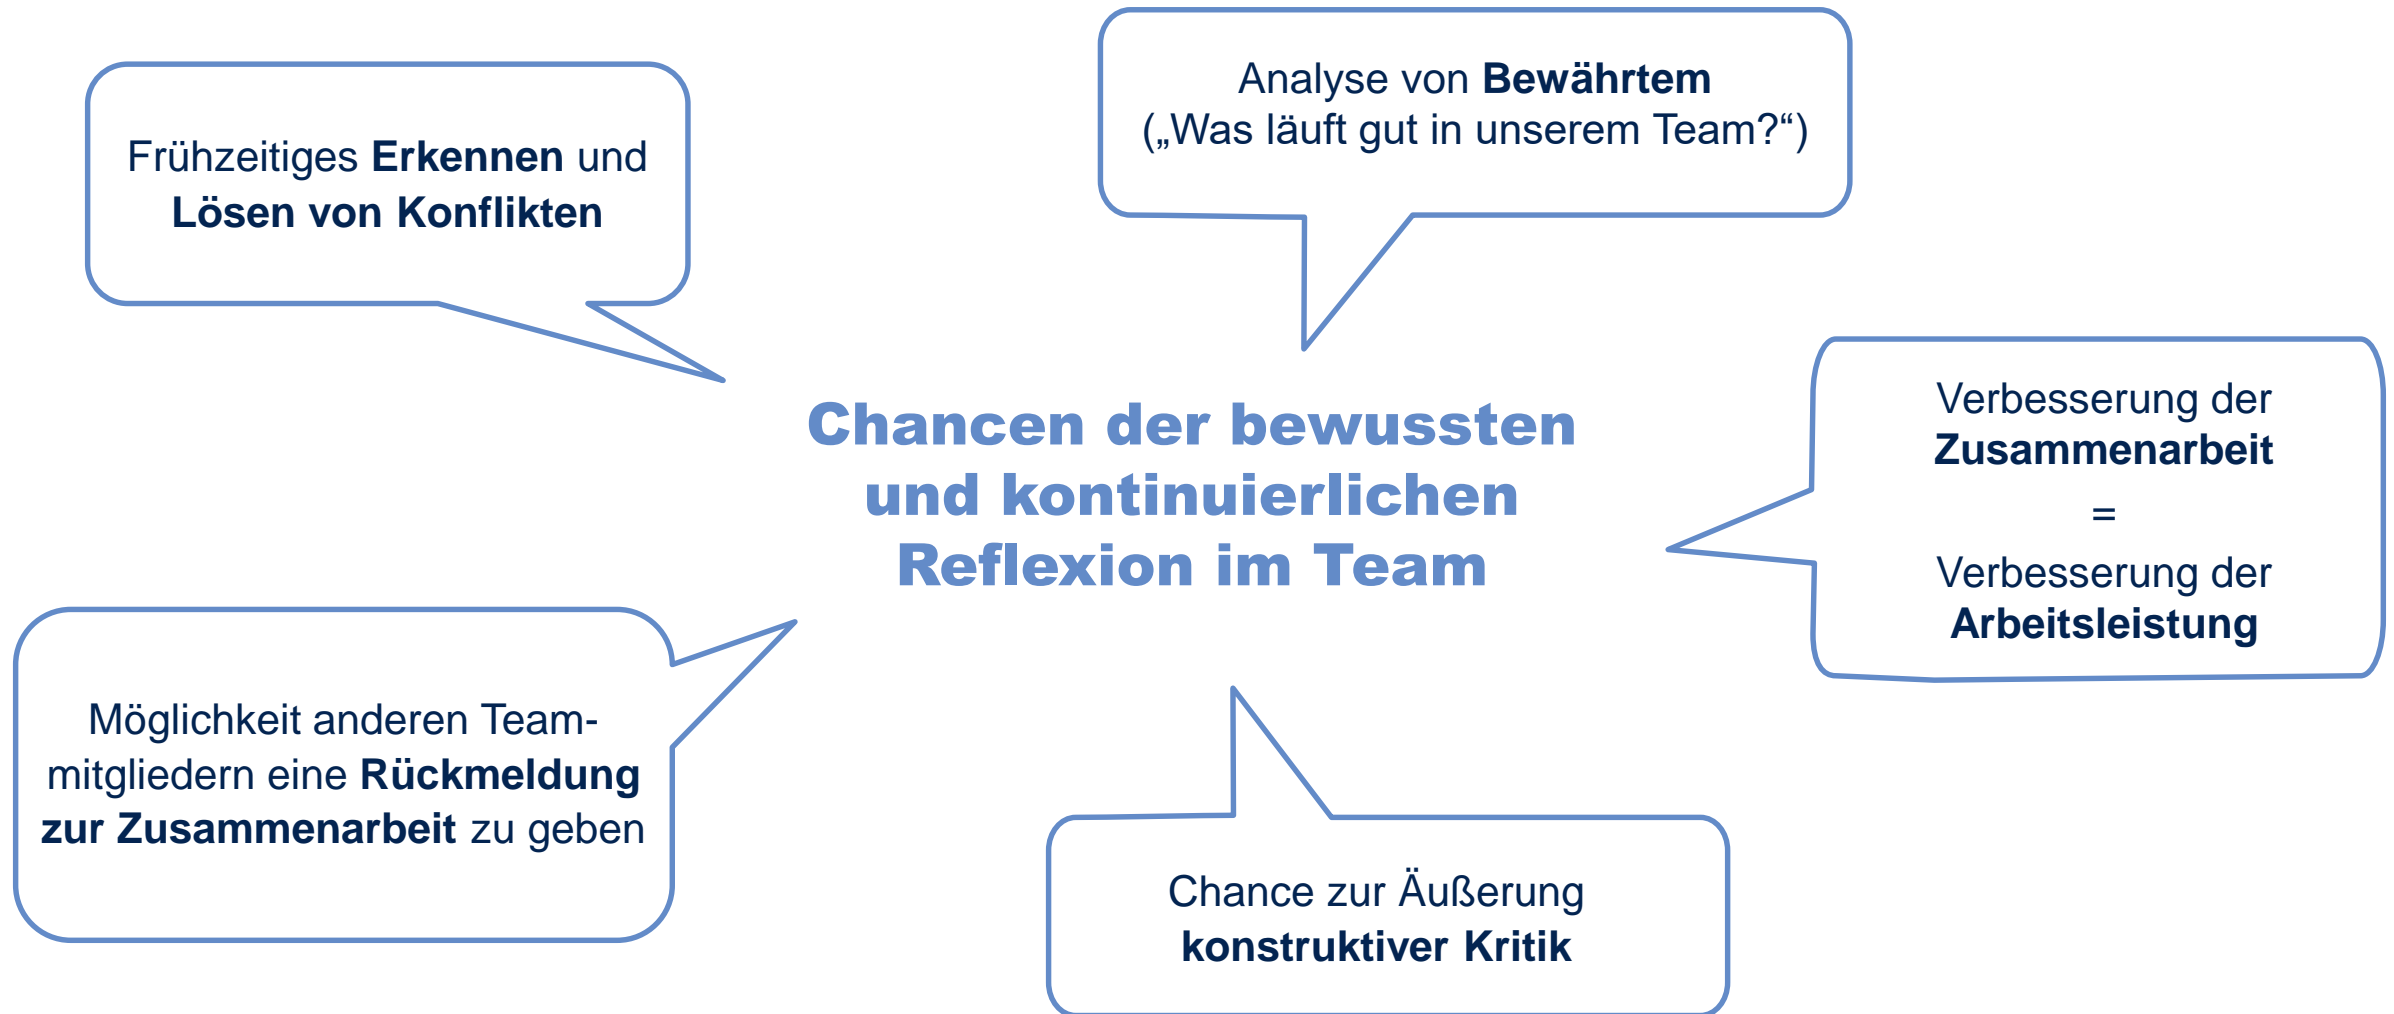 Analyse von Bewährtem
(„Was läuft gut in unserem Team?“)
Frühzeitiges Erkennen und
Lösen von Konflikten
Chancen der bewussten
und kontinuierlichen
Reflexion im Team
Verbesserung der
Zusammenarbeit
=
Verbesserung der
Arbeitsleistung
Möglichkeit anderen Team-
mitgliedern eine Rückmeldung
zur Zusammenarbeit zu geben
Chance zur Äußerung
konstruktiver Kritik